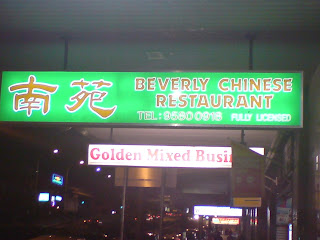 南苑
BEVERLY CHINESE
RESTAURANT
TEL: 9580 0918 FULLY LICENSED
Golden Mixed Busi